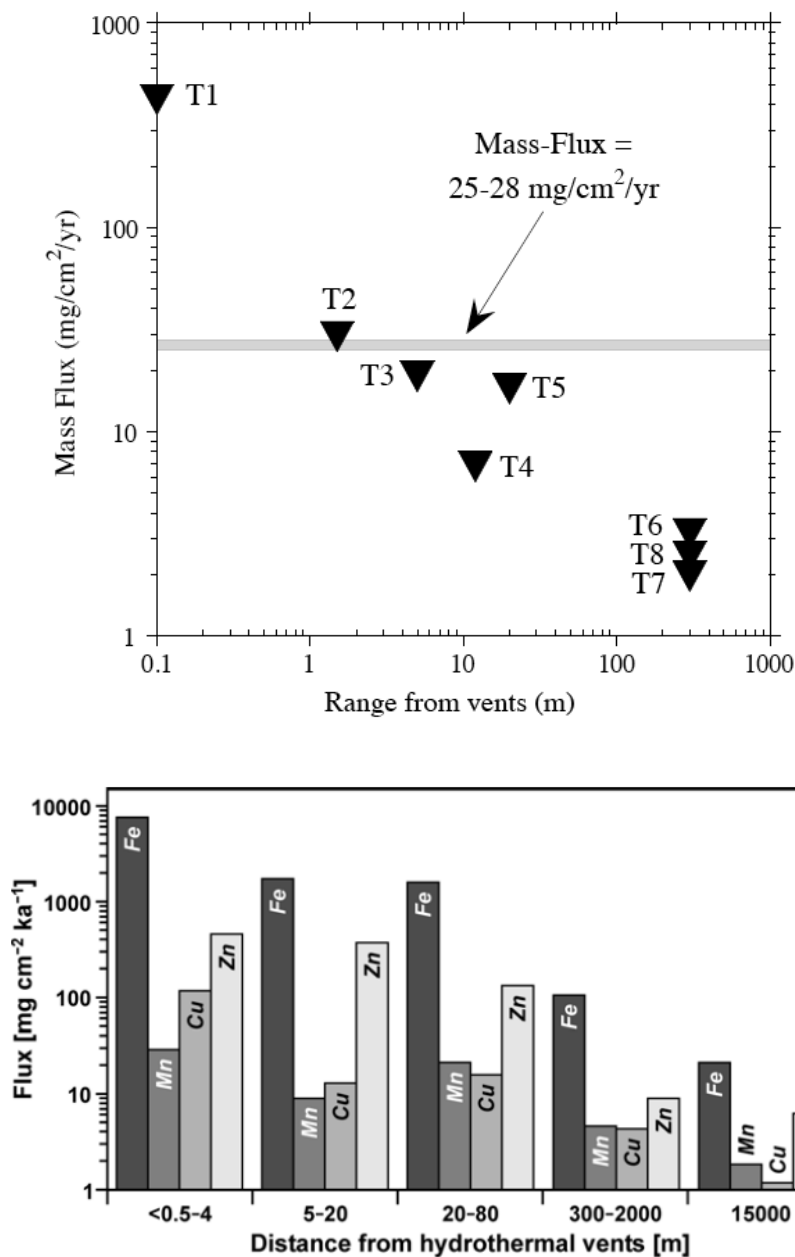 1000
T1
Mass-Flux =
25-28 mg/cm²/yr
100
T2
T3
T5
10
T4
T6
T8
T7
1
Mass Flux (mg/cm²/yr)
0.1 1 10 100 1000
Range from vents (m)
10000
1000
100
10
1
Flux [mg cm⁻² ka⁻¹]
Fe Mn Cu Zn
Fe Mn Cu Zn
Fe Mn Cu Zn
Fe Mn Cu Zn
Fe Mn Cu
<0.5-4 5-20 20-80 300-2000 15000
Distance from hydrothermal vents [m]